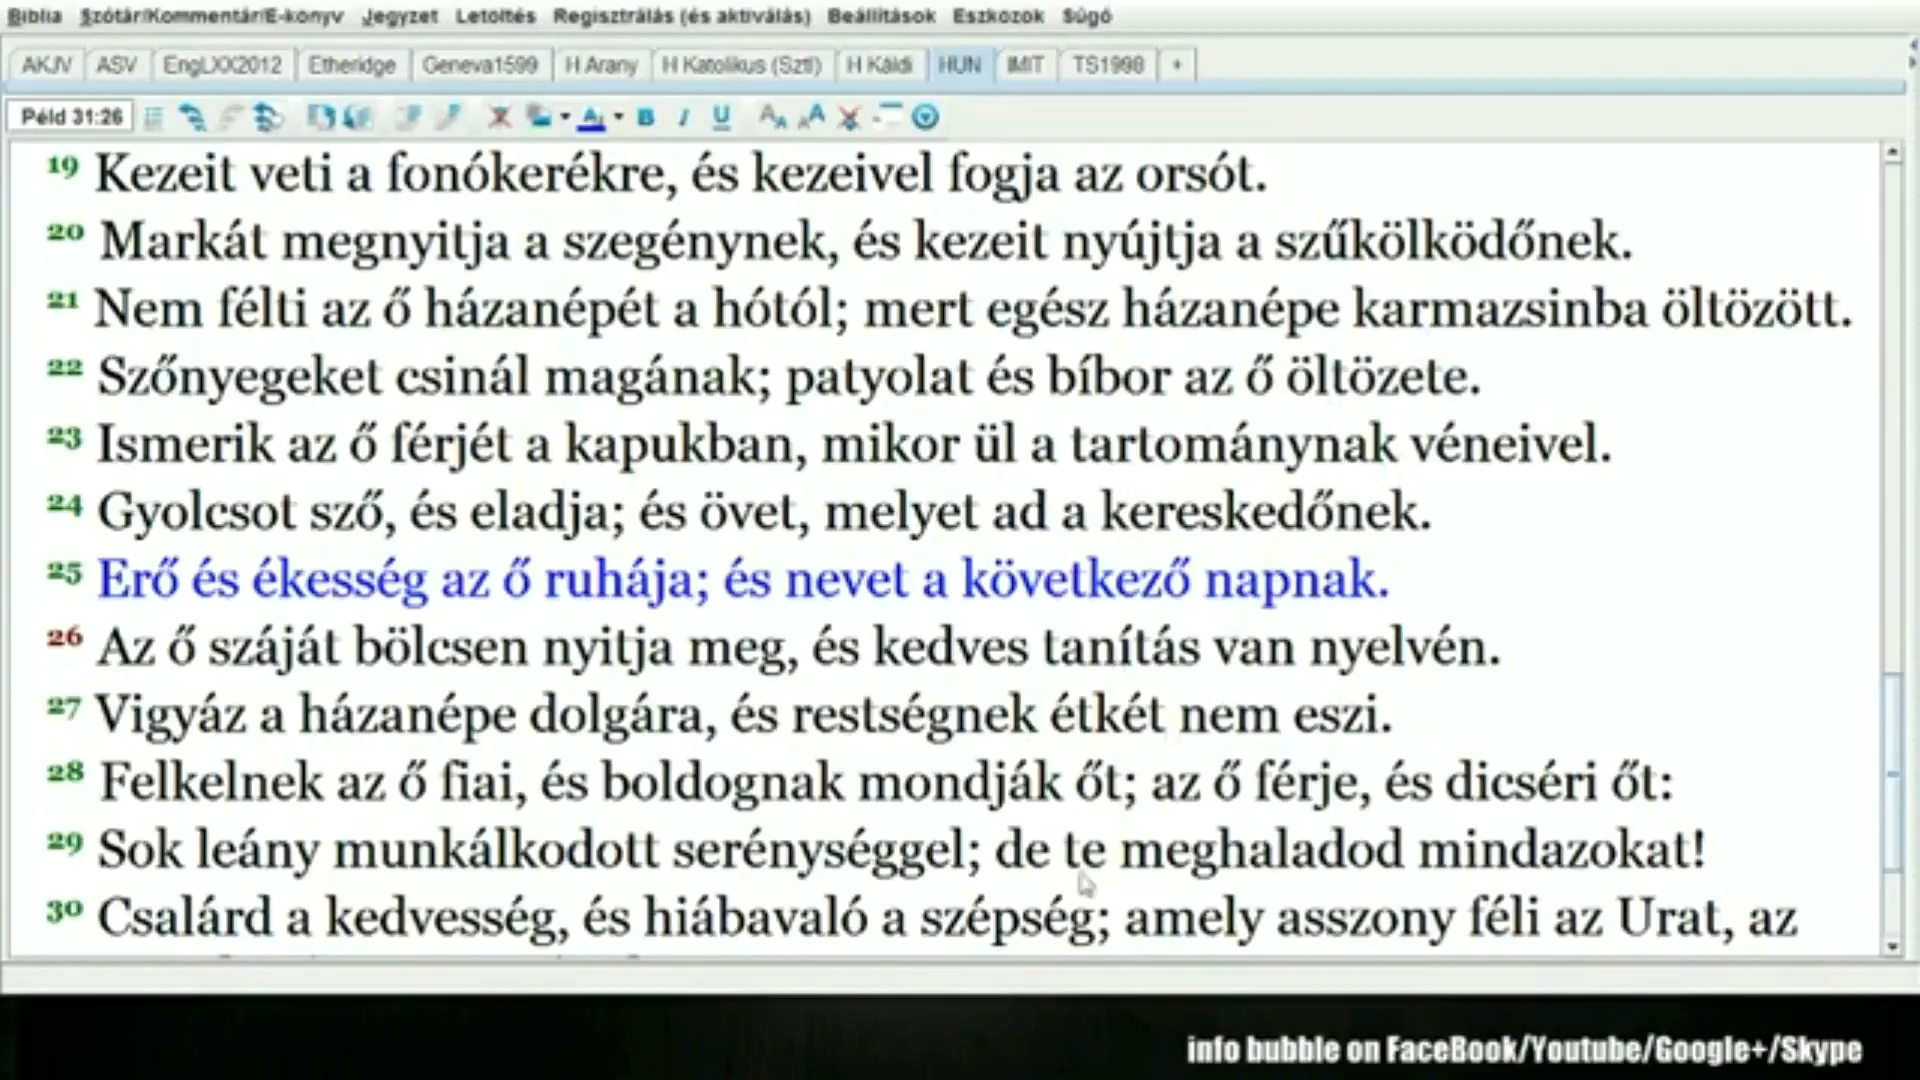 Biblia Szótár/Kommentár/E-könyv Jegyzet Letöltés Regisztrálás (és aktiválás) Beállítások Eszközök Súgó
AKJV ASV EngLXX2012 Etheridge Geneva1599 H Arany H Katolikus (SztI) H Káldi HUN IMIT TS1998 +
Péld 31:26
19 Kezeit veti a fonókerékre, és kezeivel fogja az orsót.
20 Markát megnyitja a szegénynek, és kezeit nyújtja a szűkölködőnek.
21 Nem félti az ő házanépét a hótól; mert egész házanépe karmazsinba öltözött.
22 Szőnyegeket csinál magának; patyolat és bíbor az ő öltözete.
23 Ismerik az ő férjét a kapukban, mikor ül a tartománynak véneivel.
24 Gyolcsot sző, és eladja; és övet, melyet ad a kereskedőnek.
25 Erő és ékesség az ő ruhája; és nevet a következő napnak.
26 Az ő száját bölcsen nyitja meg, és kedves tanítás van nyelvén.
27 Vigyáz a házanépe dolgára, és restségnek étkét nem eszi.
28 Felkelnek az ő fiai, és boldognak mondják őt; az ő férje, és dicséri őt:
29 Sok leány munkálkodott serénységgel; de te meghaladod mindazokat!
30 Csalárd a kedvesség, és hiábavaló a szépség; amely asszony féli az Urat, az
info bubble on FaceBook/Youtube/Google+/Skype